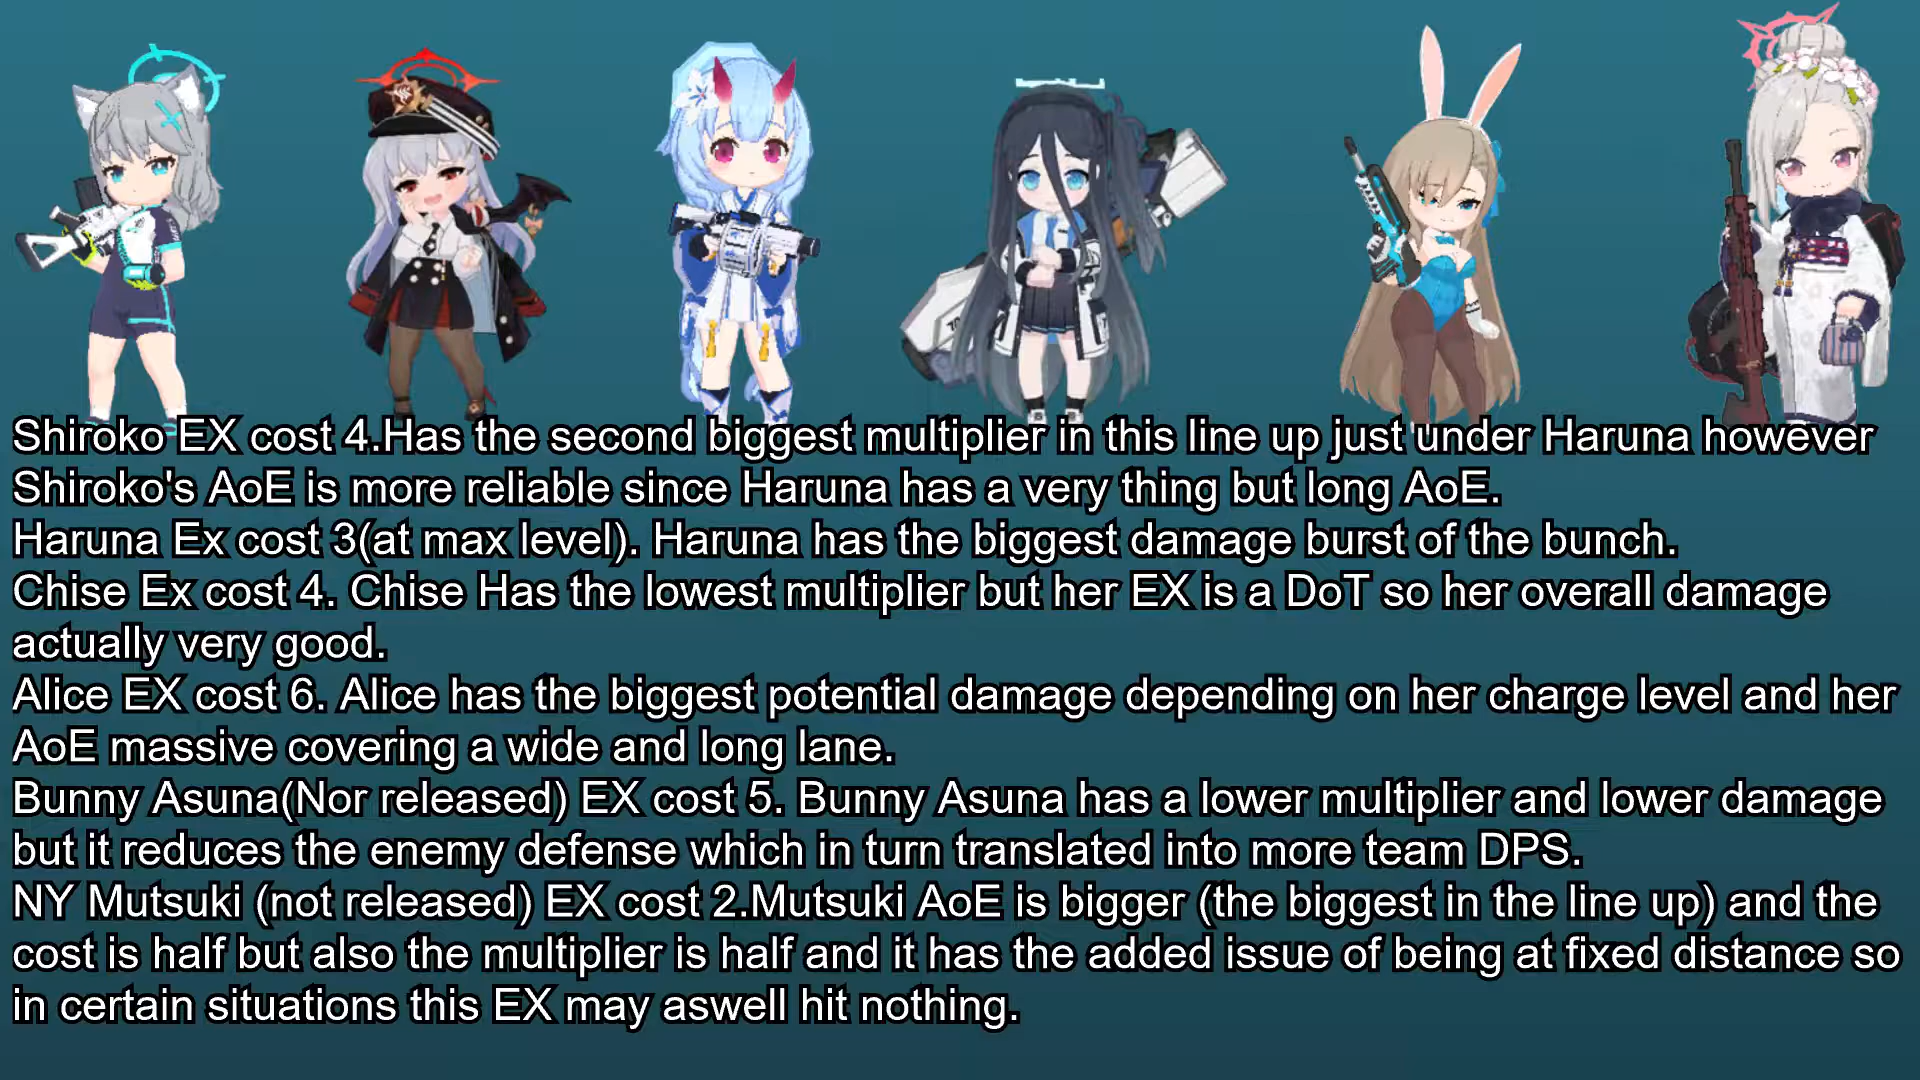 Shiroko EX cost 4.Has the second biggest multiplier in this line up just under Haruna however
Shiroko's AoE is more reliable since Haruna has a very thing but long AoE.
Haruna Ex cost 3(at max level). Haruna has the biggest damage burst of the bunch.
Chise Ex cost 4. Chise Has the lowest multiplier but her EX is a DoT so her overall damage
actually very good.
Alice EX cost 6. Alice has the biggest potential damage depending on her charge level and her
AoE massive covering a wide and long lane.
Bunny Asuna(Nor released) EX cost 5. Bunny Asuna has a lower multiplier and lower damage
but it reduces the enemy defense which in turn translated into more team DPS.
NY Mutsuki (not released) EX cost 2.Mutsuki AoE is bigger (the biggest in the line up) and the
cost is half but also the multiplier is half and it has the added issue of being at fixed distance so
in certain situations this EX may aswell hit nothing.